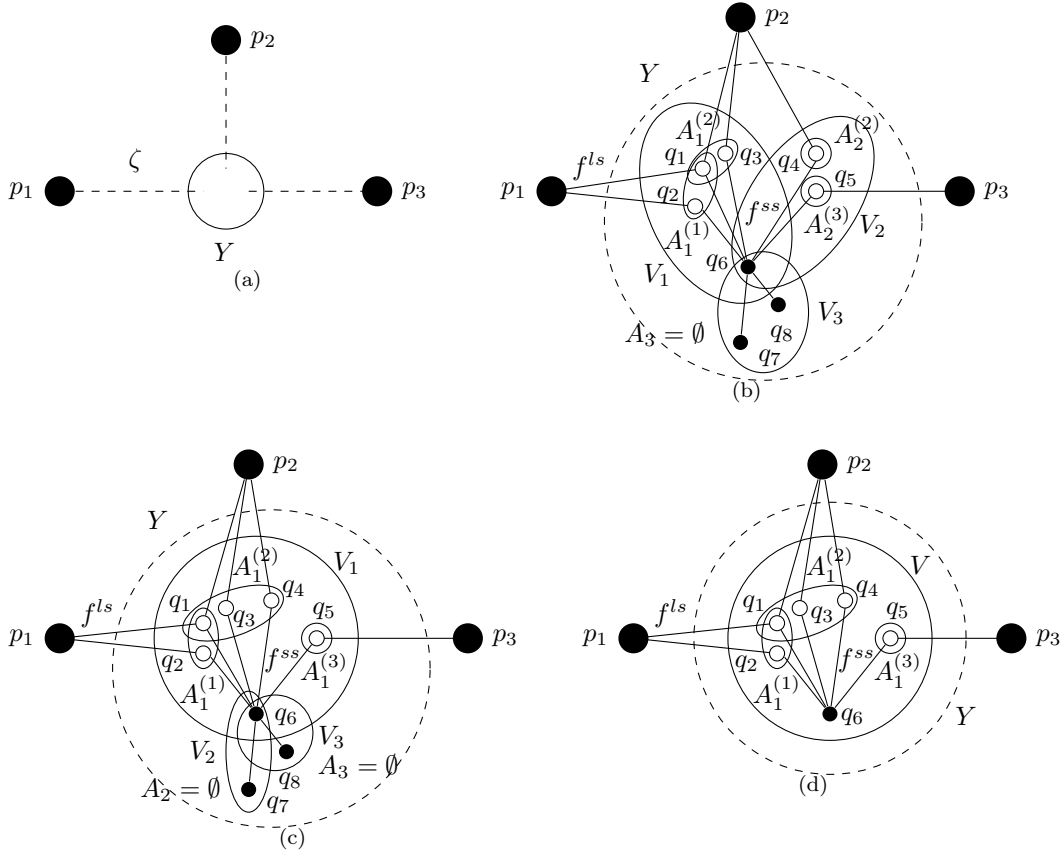 p₂
ζ
p₁
p₃
Y
(a)
p₂
Y
A₁⁽²⁾
A₂⁽²⁾
q₁
q₃
q₄
f^{ls}
p₁
q₂
q₅
p₃
f^{ss}
A₁⁽¹⁾
A₂⁽³⁾
V₂
q₆
V₁
V₃
A₃ = ∅
q₈
q₇
(b)
p₂
Y
V₁
A₁⁽²⁾
q₁
q₄
f^{ls}
q₃
q₅
p₁
p₃
q₂
f^{ss}
A₁⁽¹⁾
A₁⁽³⁾
q₆
V₂
V₃
q₈
A₃ = ∅
A₂ = ∅
q₇
(c)
p₂
V
A₁⁽²⁾
q₁
q₄
f^{ls}
q₃
q₅
p₁
p₃
q₂
f^{ss}
A₁⁽¹⁾
A₁⁽³⁾
q₆
Y
(d)